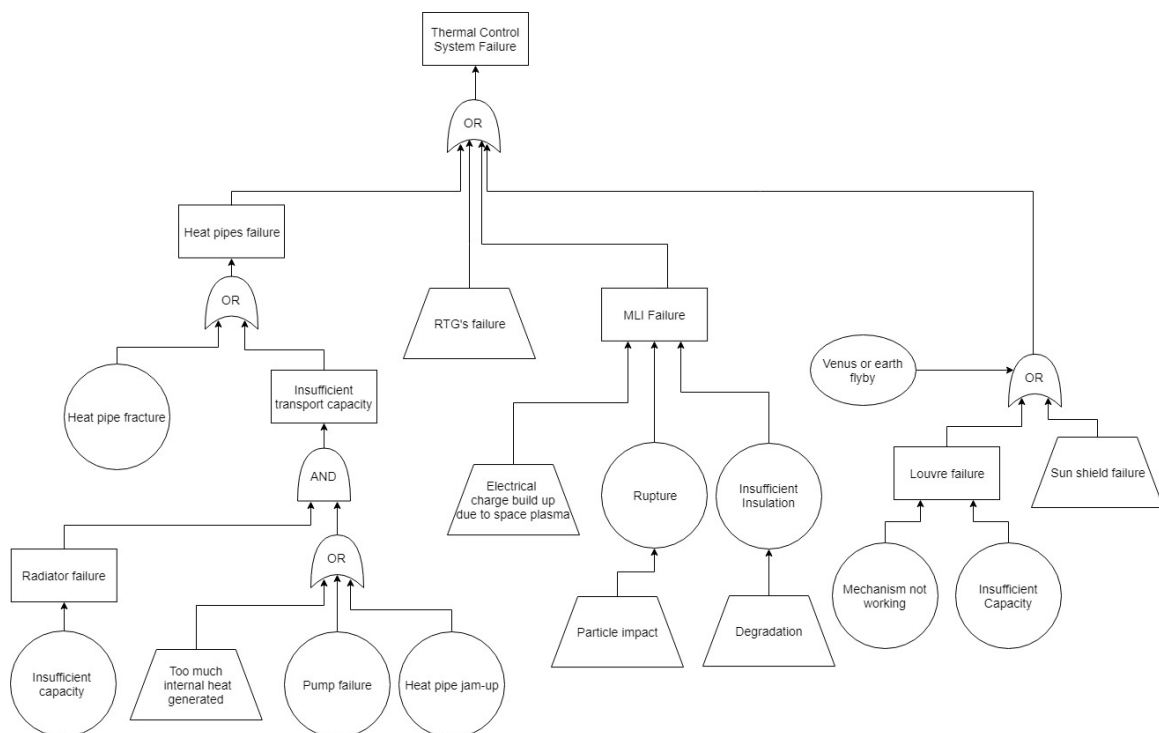 Thermal Control
System Failure
OR
Heat pipes failure
OR
RTG's failure
MLI Failure
Venus or earth
flyby
OR
Heat pipe fracture
Insufficient
transport capacity
Louvre failure
Sun shield failure
AND
Electrical
charge build up
due to space plasma
Rupture
Insufficient
Insulation
Radiator failure
OR
Mechanism not
working
Insufficient
Capacity
Particle impact
Degradation
Insufficient
capacity
Too much
internal heat
generated
Pump failure
Heat pipe jam-up